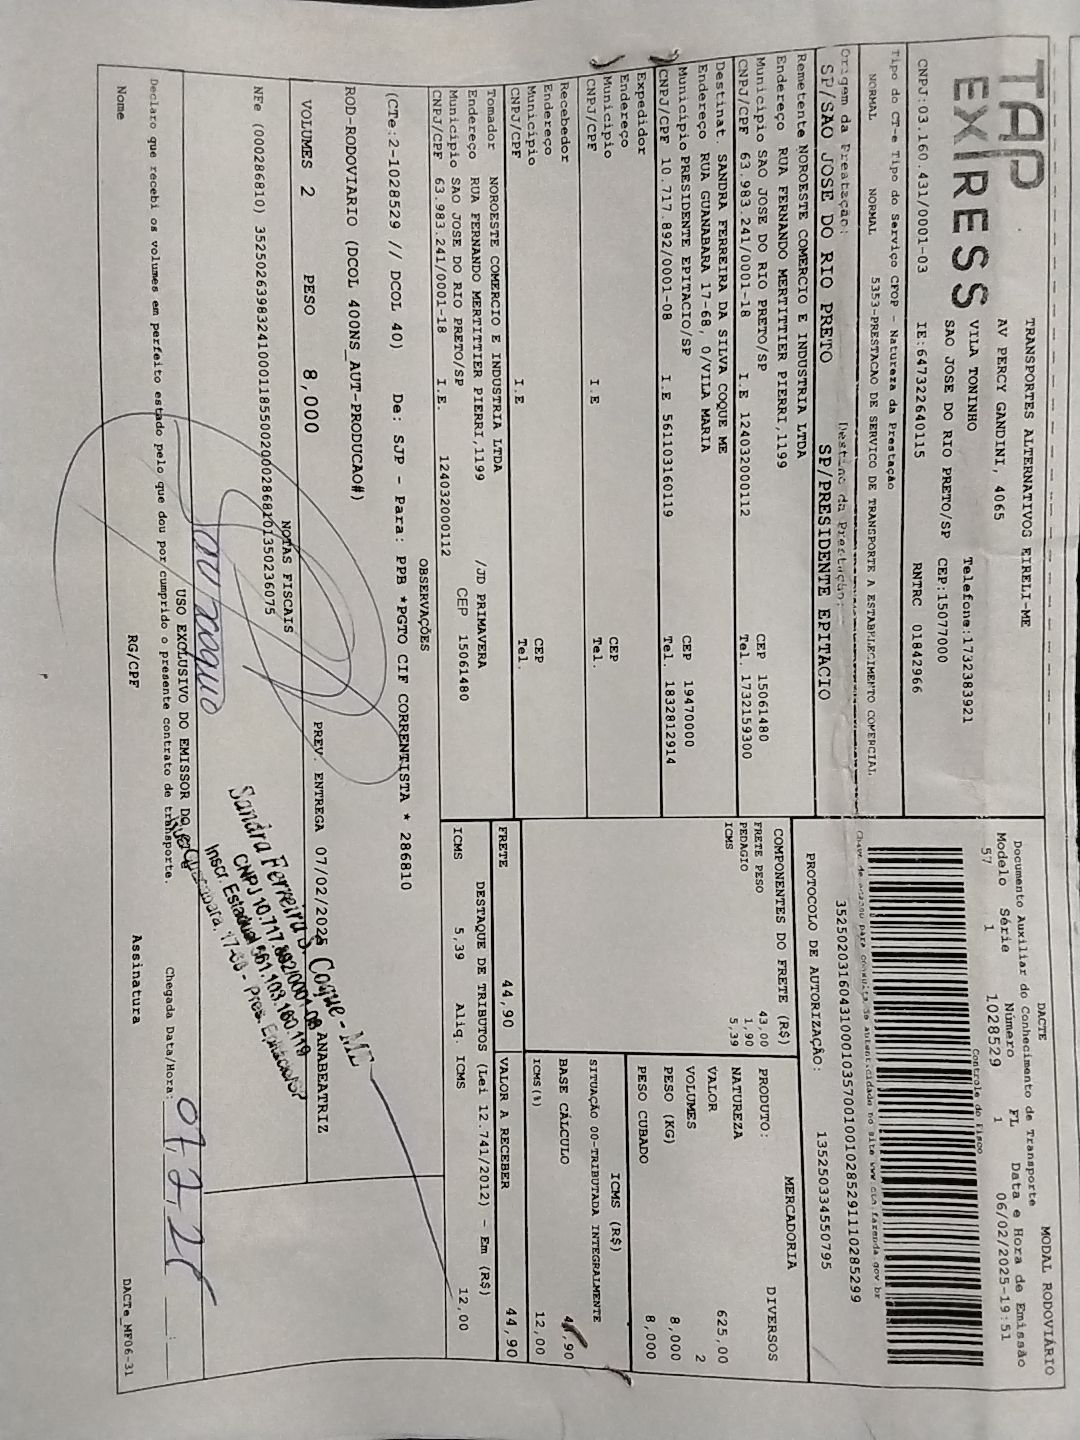 TAP
EXPRESS
TRANSPORTES ALTERNATIVOS EIRELI-ME
AV PERCY GANDINI, 4065
VILA TONINHO
Telefone:1732383921
SAO JOSE DO RIO PRETO/SP CEP:15077000
CNPJ:03.160.431/0001-03 IE:647322640115 RNTRC 01842966
MODAL RODOVIÁRIO
DACTE
Documento Auxiliar do Conhecimento de Transporte
Modelo Série Número FL Data e Hora de Emissão
57 1 1028529 1 06/02/2025-19:51
Controle do Fisco
Tipo do CT-e Tipo do Serviço CFOP - Natureza da Prestação
NORMAL NORMAL 5353-PRESTACAO DE SERVICO DE TRANSPORTE A ESTABELECIMENTO COMERCIAL
Chave de acesso para consulta de autenticidade no site www.cte.fazenda.gov.br
Origem da Prestação: Destino da Prestação:
SP/SAO JOSE DO RIO PRETO SP/PRESIDENTE EPITACIO
PROTOCOLO DE AUTORIZAÇÃO: 135250334550795
Remetente NOROESTE COMERCIO E INDUSTRIA LTDA
Endereço RUA FERNANDO MERTITTIER PIERRI,1199
Município SAO JOSE DO RIO PRETO/SP CEP 15061480
CNPJ/CPF 63.983.241/0001-18 I.E 124032000112 Tel. 1732159300
Destinat. SANDRA FERREIRA DA SILVA COQUE ME
Endereço RUA GUANABARA 17-68, 0/VILA MARIA
Município PRESIDENTE EPITACIO/SP CEP 19470000
CNPJ/CPF 10.717.892/0001-08 I.E 561103160119 Tel. 1832812914
Expedidor
Endereço
Município CEP
CNPJ/CPF I.E Tel.
Recebedor
Endereço
Município CEP
CNPJ/CPF I.E Tel.
Tomador NOROESTE COMERCIO E INDUSTRIA LTDA
Endereço RUA FERNANDO MERTITTIER PIERRI,1199 /JD PRIMAVERA
Município SAO JOSE DO RIO PRETO/SP CEP 15061480
CNPJ/CPF 63.983.241/0001-18 I.E. 124032000112
COMPONENTES DO FRETE (R$)
FRETE PESO 43,00
PEDAGIO 1,90
ICMS 5,39
MERCADORIA
PRODUTO: DIVERSOS
NATUREZA
VALOR 625,00
VOLUMES 2
PESO (KG) 8,000
PESO CUBADO 8,000
ICMS (R$)
SITUAÇÃO 00-TRIBUTADA INTEGRALMENTE
BASE CÁLCULO
ICMS (%) 12,00
FRETE 44,90 VALOR A RECEBER 44,90
DESTAQUE DE TRIBUTOS (Lei 12.741/2012) - Em (R$)
ICMS 5,39 Aliq. ICMS 12,00
OBSERVAÇÕES
(CTe:2-1028529 // DCOL 40) De: SJP - Para: PPB *PGTO CIF CORRENTISTA * 286810
ROD-RODOVIARIO (DCOL 400NS_AUT-PRODUCAO#)
VOLUMES 2 PESO 8,000 PREV. ENTREGA 07/02/2025 ANABEATRIZ
NOTAS FISCAIS
Sandra Ferreira S. Coque - ME
CNPJ 10.717.892/0001-08
Inscr. Estadual 561.103.160.119
17-68 - Pres. Epitácio/SP
USO EXCLUSIVO DO EMISSOR DO
Declaro que recebi os volumes em perfeito estado pelo que dou por cumprido o presente contrato de transporte. Chegada Data/Hora:
Nome RG/CPF Assinatura
DACTe_MF06-31